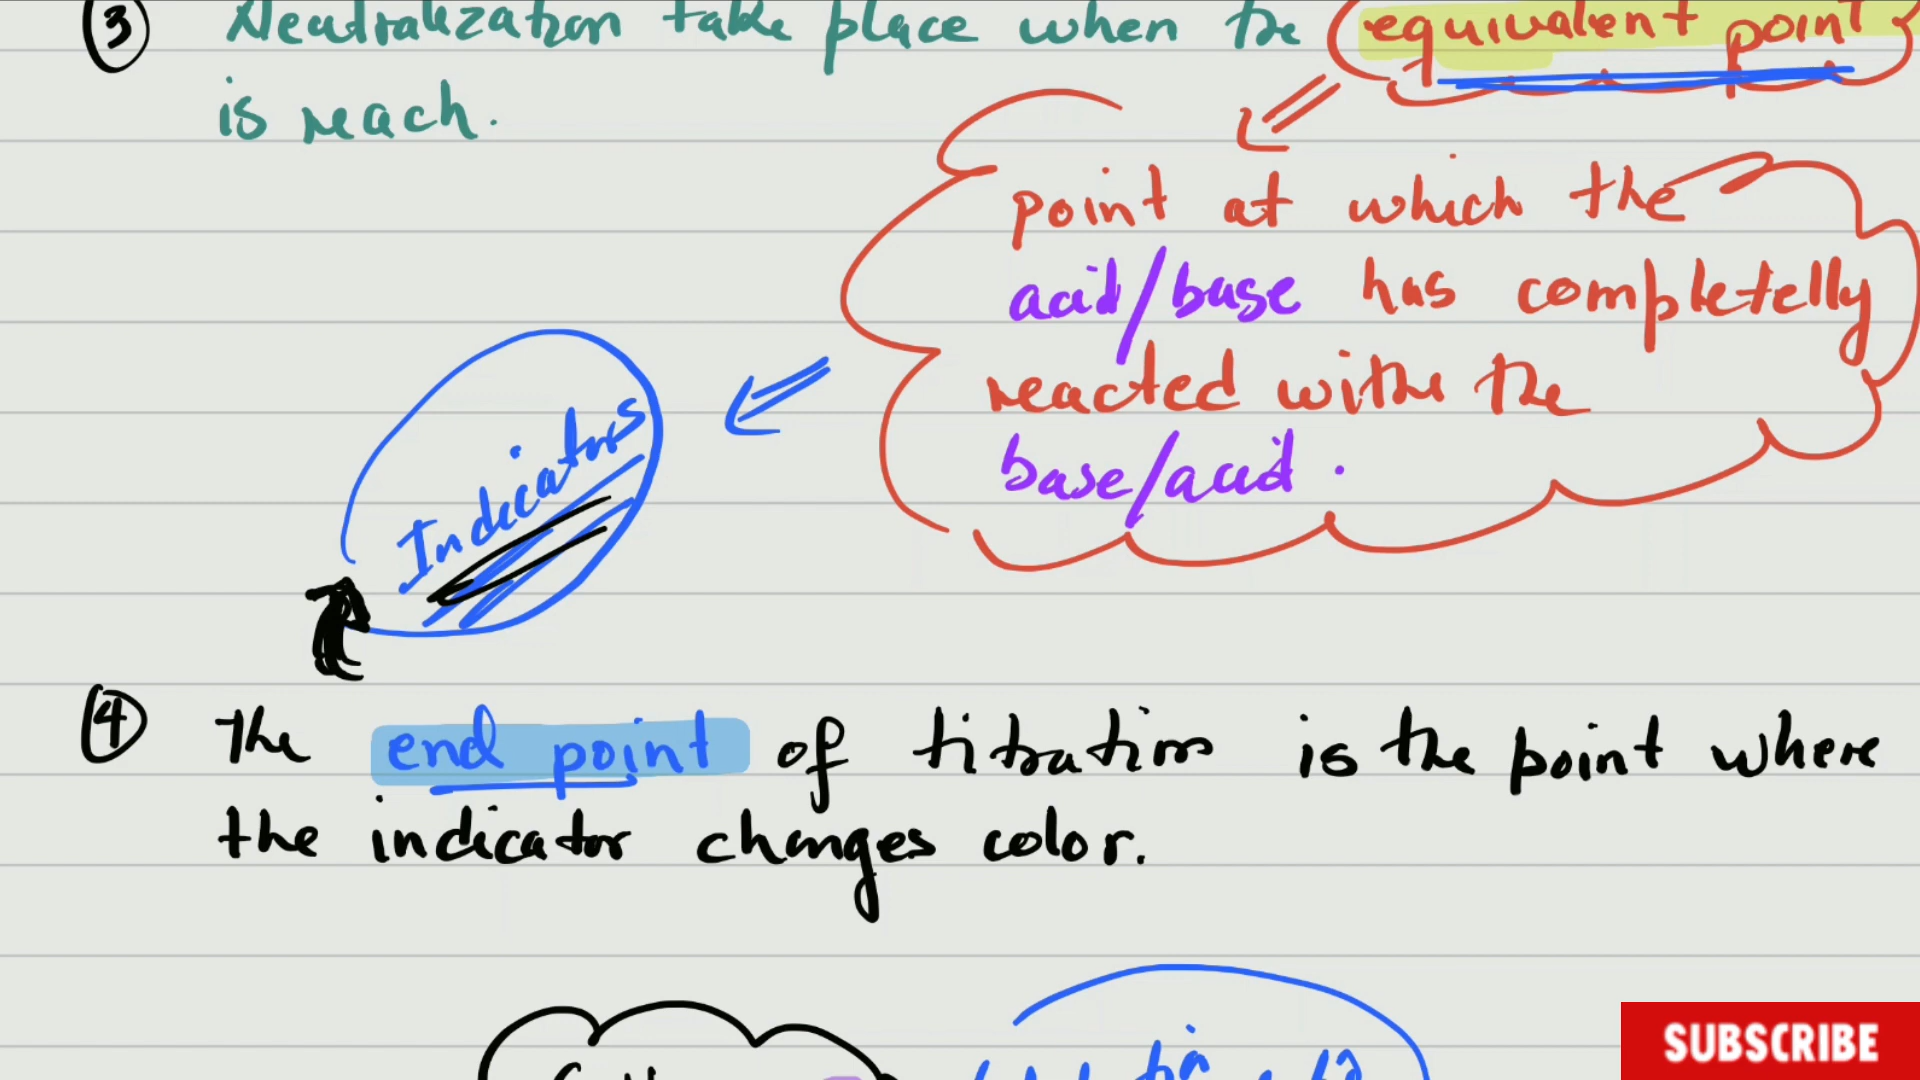 3 Neutralization take place when the equivalent point
is reach.
point at which the
acid/base has completelly
reacted withe the
base/acid.
Indicators
4 The end point of titration is the point where
the indicator changes color.
SUBSCRIBE